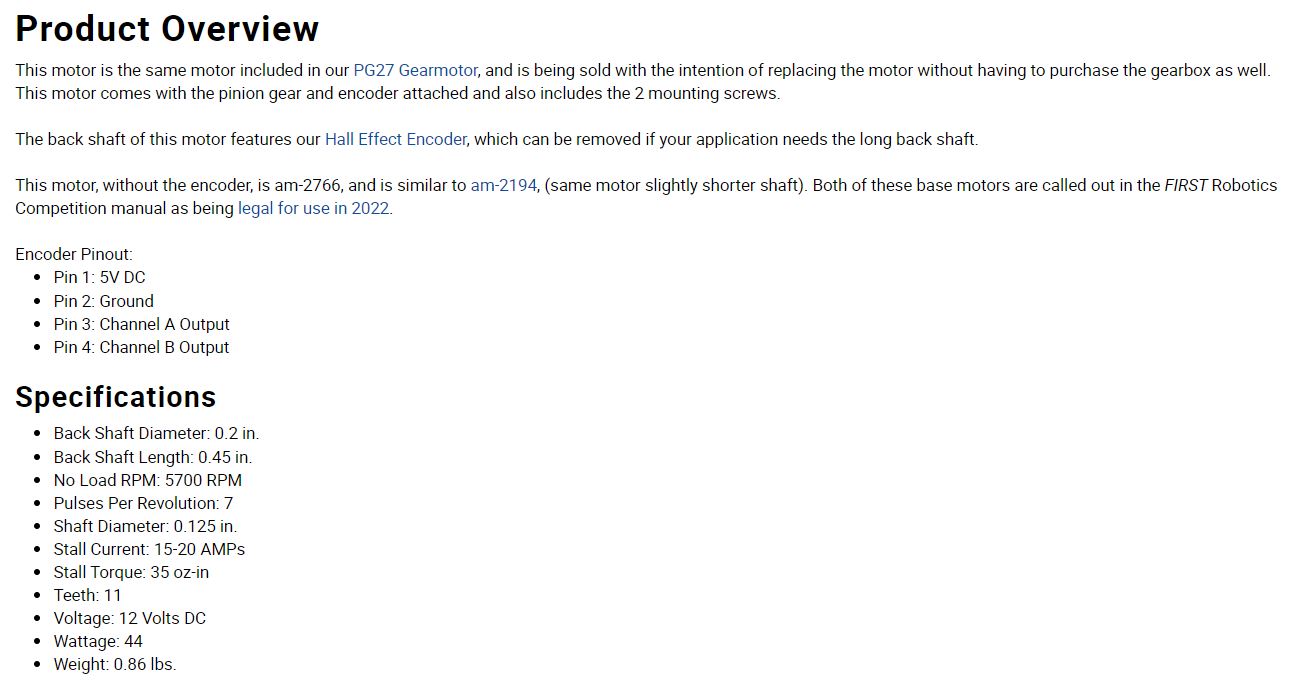 Product Overview
This motor is the same motor included in our PG27 Gearmotor, and is being sold with the intention of replacing the motor without having to purchase the gearbox as well.
This motor comes with the pinion gear and encoder attached and also includes the 2 mounting screws.
The back shaft of this motor features our Hall Effect Encoder, which can be removed if your application needs the long back shaft.
This motor, without the encoder, is am-2766, and is similar to am-2194, (same motor slightly shorter shaft). Both of these base motors are called out in the FIRST Robotics
Competition manual as being legal for use in 2022.
Encoder Pinout:
• Pin 1: 5V DC
• Pin 2: Ground
• Pin 3: Channel A Output
• Pin 4: Channel B Output
Specifications
• Back Shaft Diameter: 0.2 in.
• Back Shaft Length: 0.45 in.
• No Load RPM: 5700 RPM
• Pulses Per Revolution: 7
• Shaft Diameter: 0.125 in.
• Stall Current: 15-20 AMPs
• Stall Torque: 35 oz-in
• Teeth: 11
• Voltage: 12 Volts DC
• Wattage: 44
• Weight: 0.86 lbs.